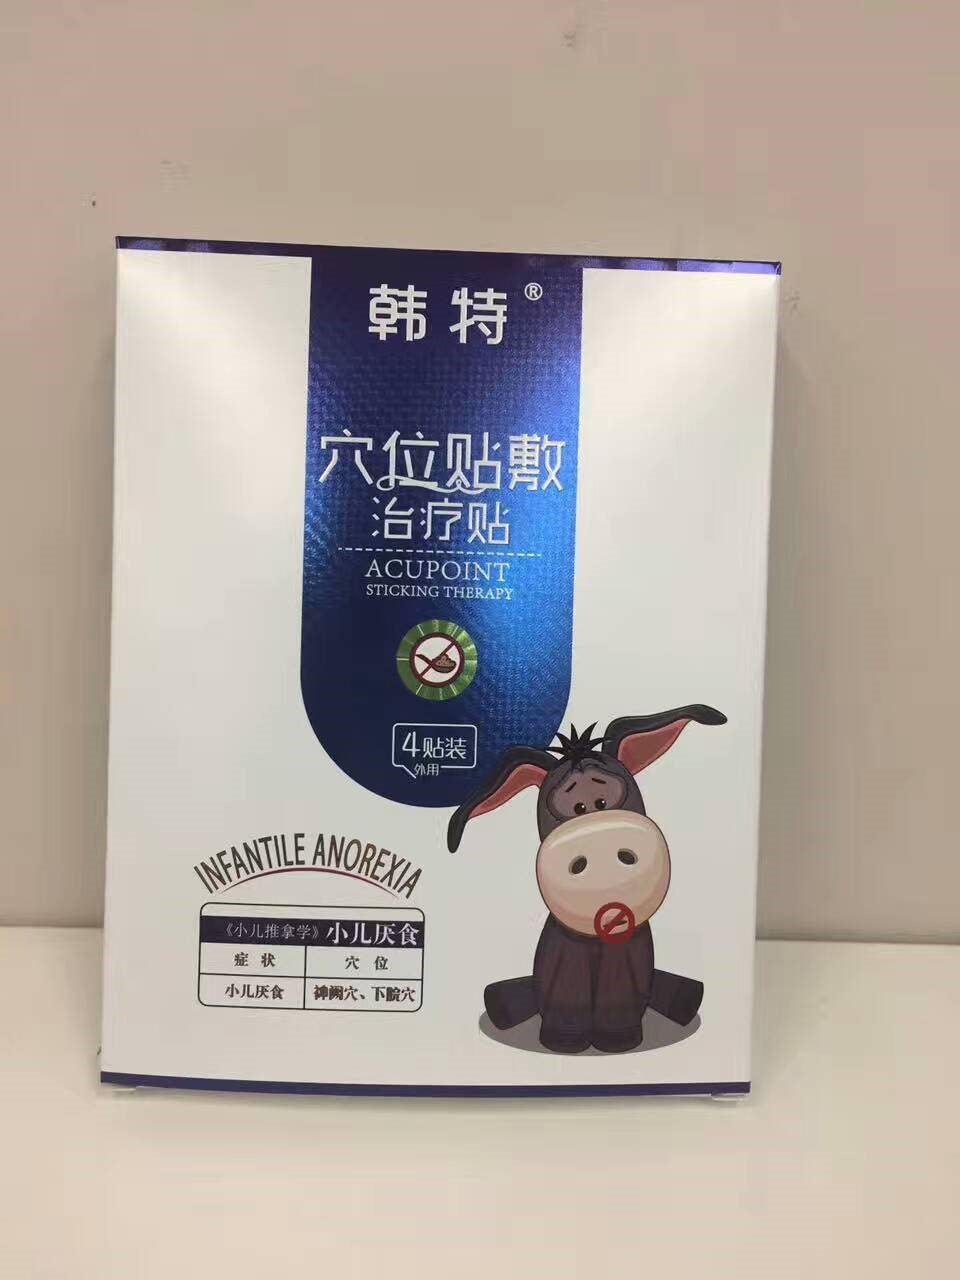 韩特®
穴位贴敷
治疗贴
ACUPOINT
STICKING THERAPY
4贴装
外用
INFANTILE ANOREXIA
《小儿推拿学》小儿厌食
症状 穴位
小儿厌食 神阙穴、下脘穴